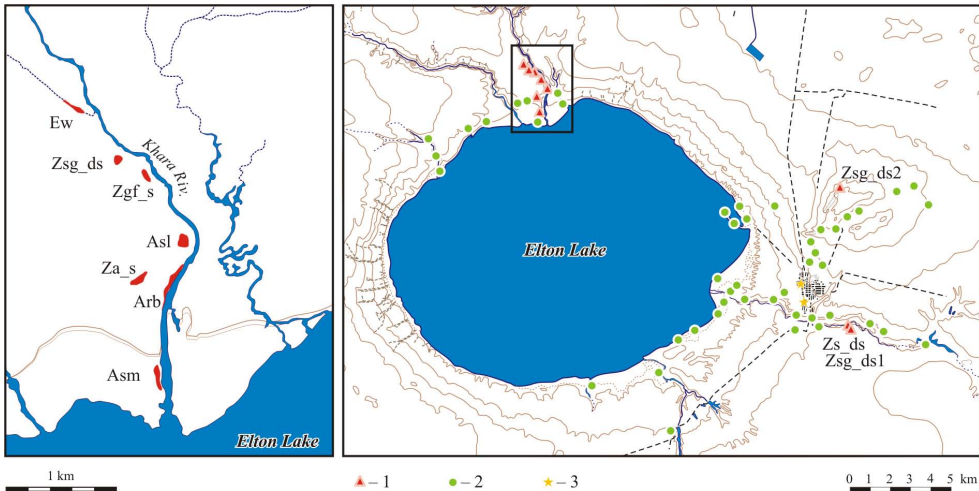 Ew
Khara Riv.
Zsg_ds
Zgf_s
Asl
Za_s
Arb
Asm
Elton Lake
1 km
Zsg_ds2
Elton Lake
Zs_ds
Zsg_ds1
– 1
– 2
– 3
0 1 2 3 4 5 km